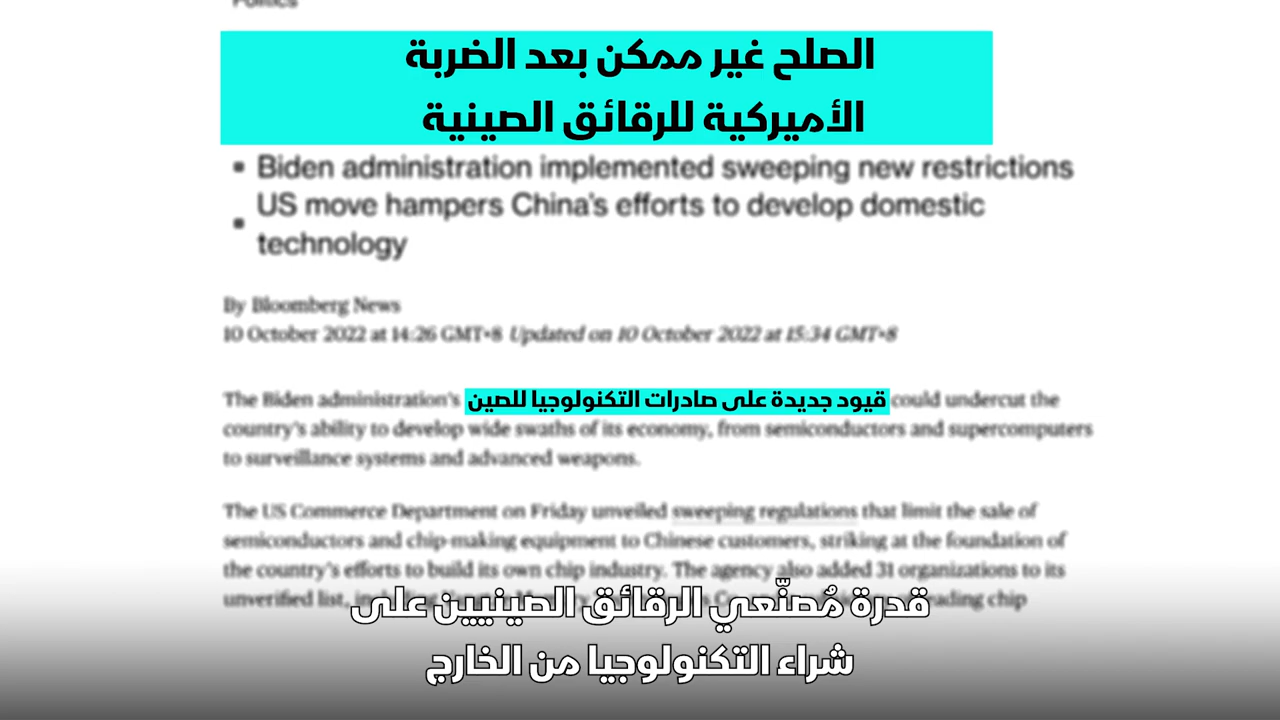 Politics
الصلح غير ممكن بعد الضربة
الأميركية للرقائق الصينية
Biden administration implemented sweeping new restrictions
US move hampers China's efforts to develop domestic
technology
By Bloomberg News
10 October 2022 at 14:26 GMT+8 Updated on 10 October 2022 at 15:34 GMT+8
The Biden administration's قيود جديدة على صادرات التكنولوجيا للصين could undercut the
country's ability to develop wide swaths of its economy, from semiconductors and supercomputers
to surveillance systems and advanced weapons.
The US Commerce Department on Friday unveiled sweeping regulations that limit the sale of
semiconductors and chip-making equipment to Chinese customers, striking at the foundation of
the country's efforts to build its own chip industry. The agency also added 31 organizations to its
unverified list, chip
قدرة مُصنّعي الرقائق الصينيين على
شراء التكنولوجيا من الخارج